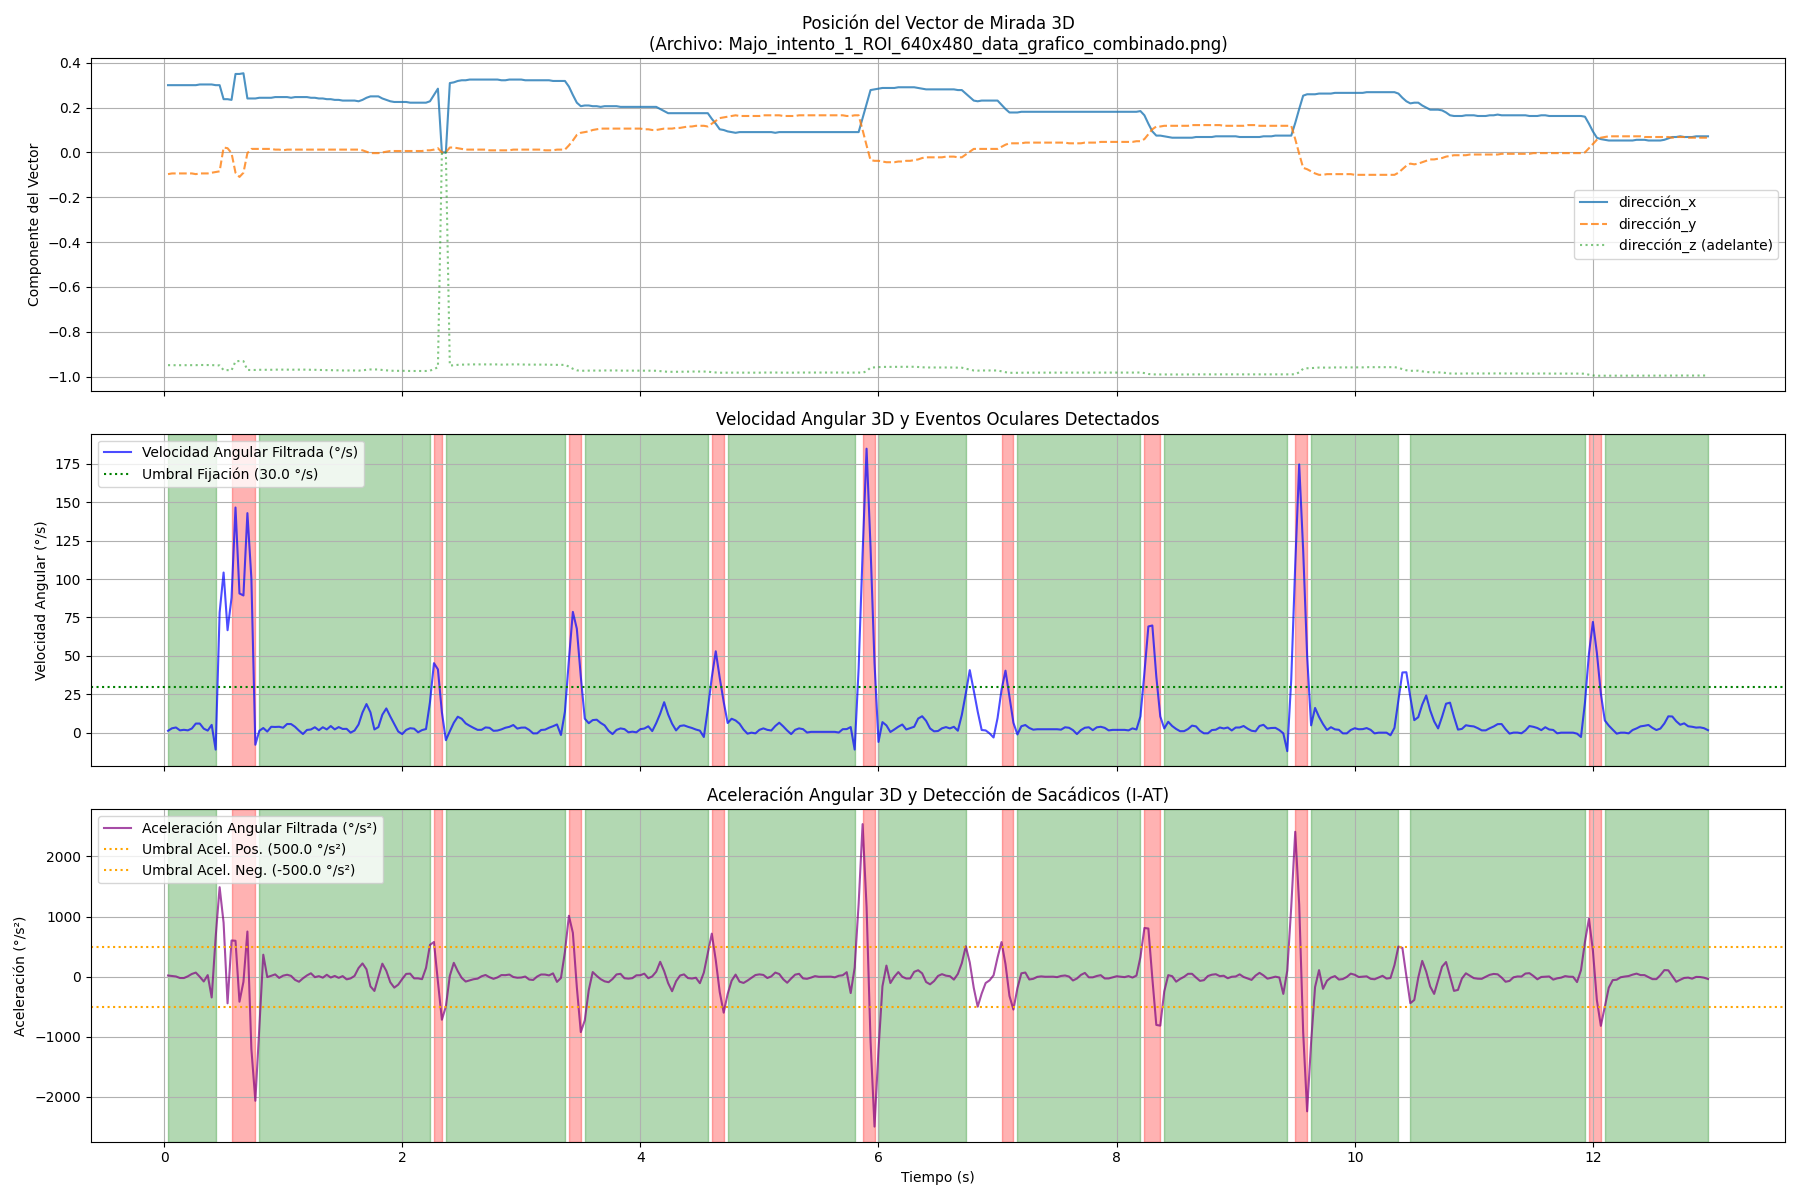 Posición del Vector de Mirada 3D
(Archivo: Majo_intento_1_ROI_640x480_data_grafico_combinado.png)
Componente del Vector
0.4
0.2
0.0
−0.2
−0.4
−0.6
−0.8
−1.0
dirección_x
dirección_y
dirección_z (adelante)
Velocidad Angular 3D y Eventos Oculares Detectados
Velocidad Angular (°/s)
175
150
125
100
75
50
25
0
Velocidad Angular Filtrada (°/s)
Umbral Fijación (30.0 °/s)
Aceleración Angular 3D y Detección de Sacádicos (I-AT)
Aceleración (°/s²)
2000
1000
0
−1000
−2000
Aceleración Angular Filtrada (°/s²)
Umbral Acel. Pos. (500.0 °/s²)
Umbral Acel. Neg. (-500.0 °/s²)
0 2 4 6 8 10 12
Tiempo (s)